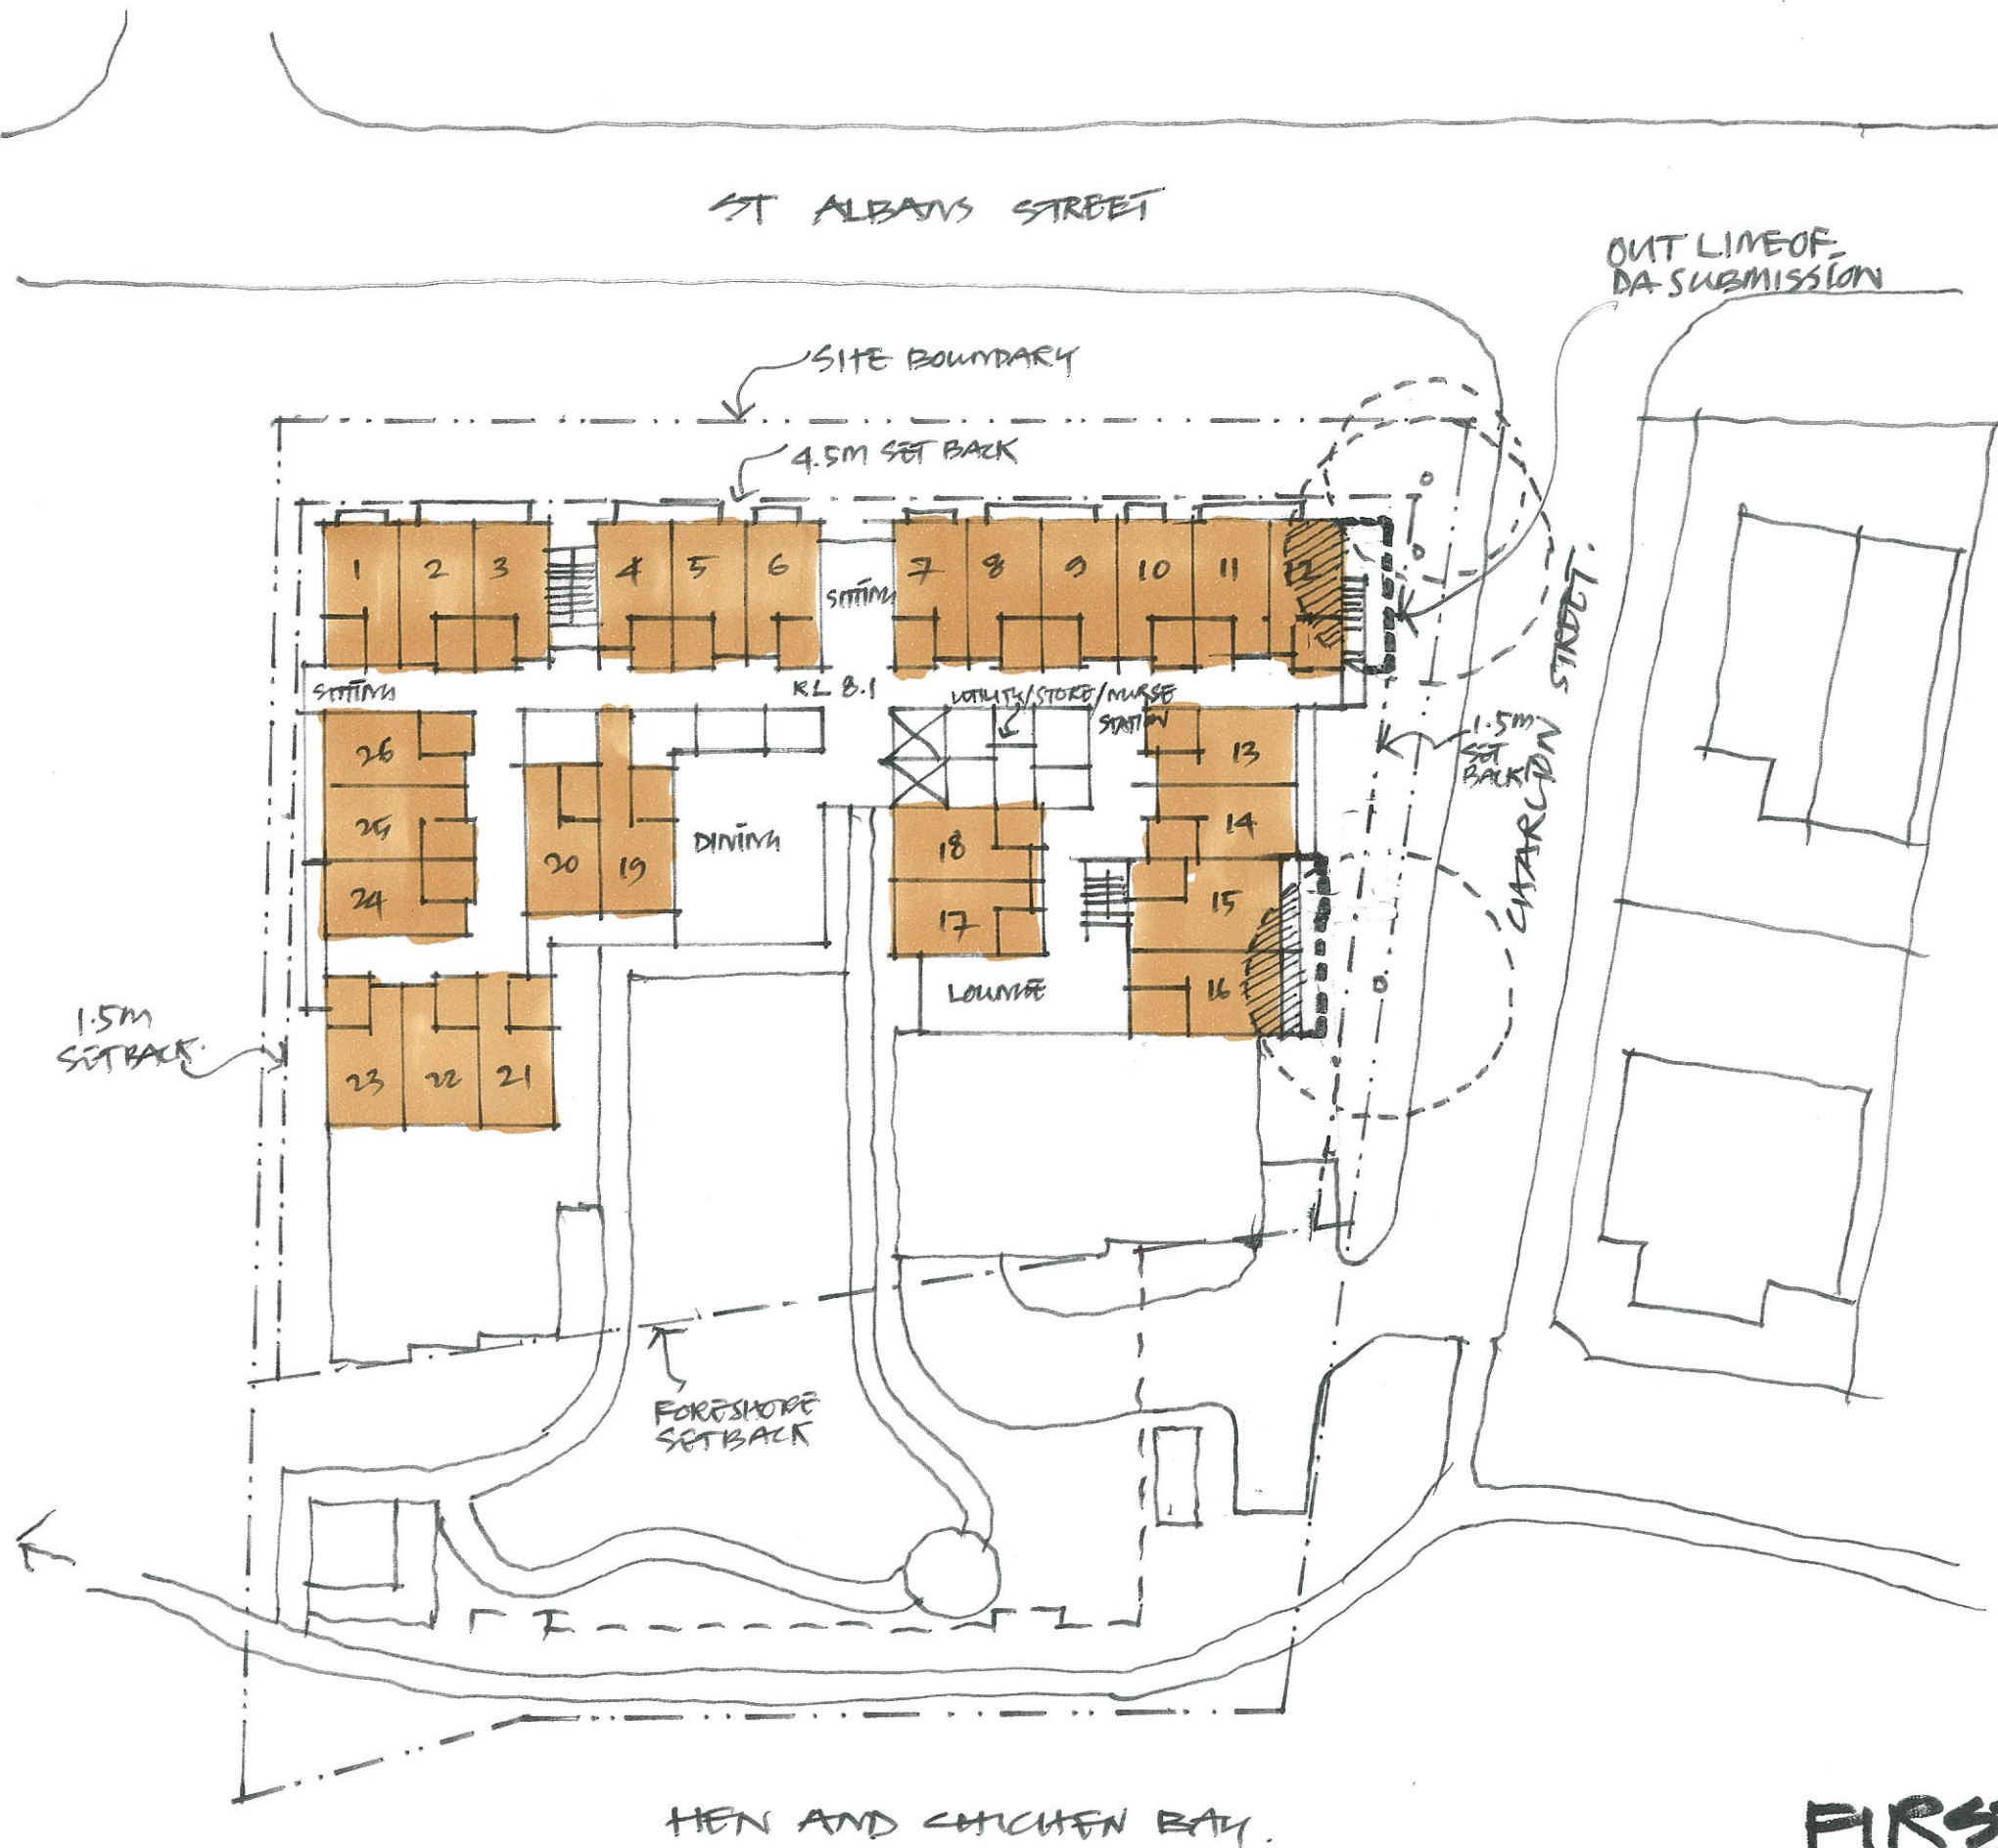 ST ALBANS STREET
OUT LINE OF
DA SUBMISSION
SITE BOUNDARY
4.5M SET BACK
1
2
3
4
5
6
SITTING
7
8
9
10
11
12
SITTING
RL 8.1
UTILITY/STORE/NURSE
STATION
CHARLTON STREET.
1.5M
SET
BACK
26
25
24
20
19
DINING
18
17
13
14
15
16
LOUNGE
1.5M
SETBACK.
23
22
21
FORESHORE
SETBACK
HEN AND CHICHEN BAY.
FIRS